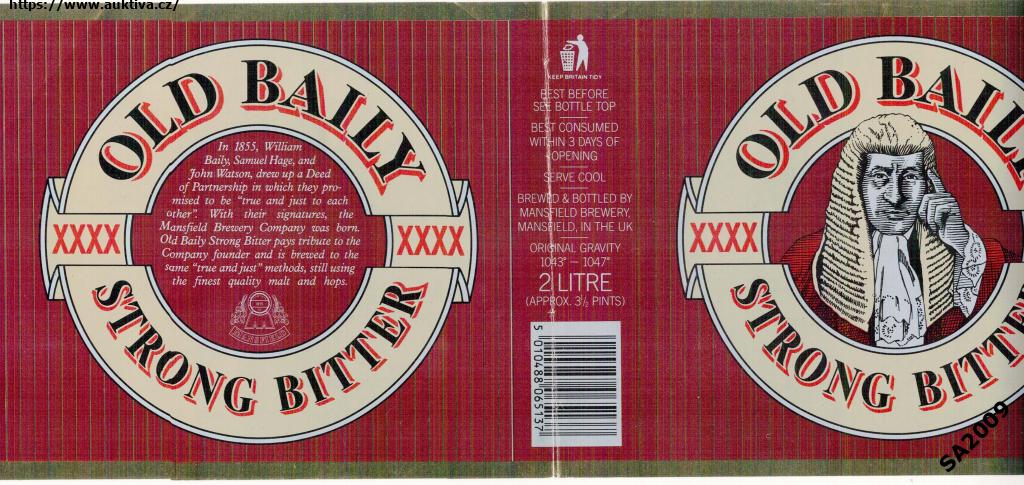 https://www.auktiva.cz/
OLD BAILY
In 1855, William
Baily, Samuel Hage, and
John Watson, drew up a Deed
of Partnership in which they pro-
mised to be "true and just to each
other". With their signatures, the
Mansfield Brewery Company was born.
Old Baily Strong Bitter pays tribute to the
Company founder and is brewed to the
same "true and just" methods, still using
the finest quality malt and hops.
XXXX
XXXX
STRONG BITTER
KEEP BRITAIN TIDY
BEST BEFORE
SEE BOTTLE TOP
BEST CONSUMED
WITHIN 3 DAYS OF
OPENING
SERVE COOL
BREWED & BOTTLED BY
MANSFIELD BREWERY,
MANSFIELD, IN THE UK
ORIGINAL GRAVITY
1043° — 1047°
2 LITRE
(APPROX. 3½ PINTS)
5 010488 065137
OLD BAILY
XXXX
STRONG BITTER
SA2009